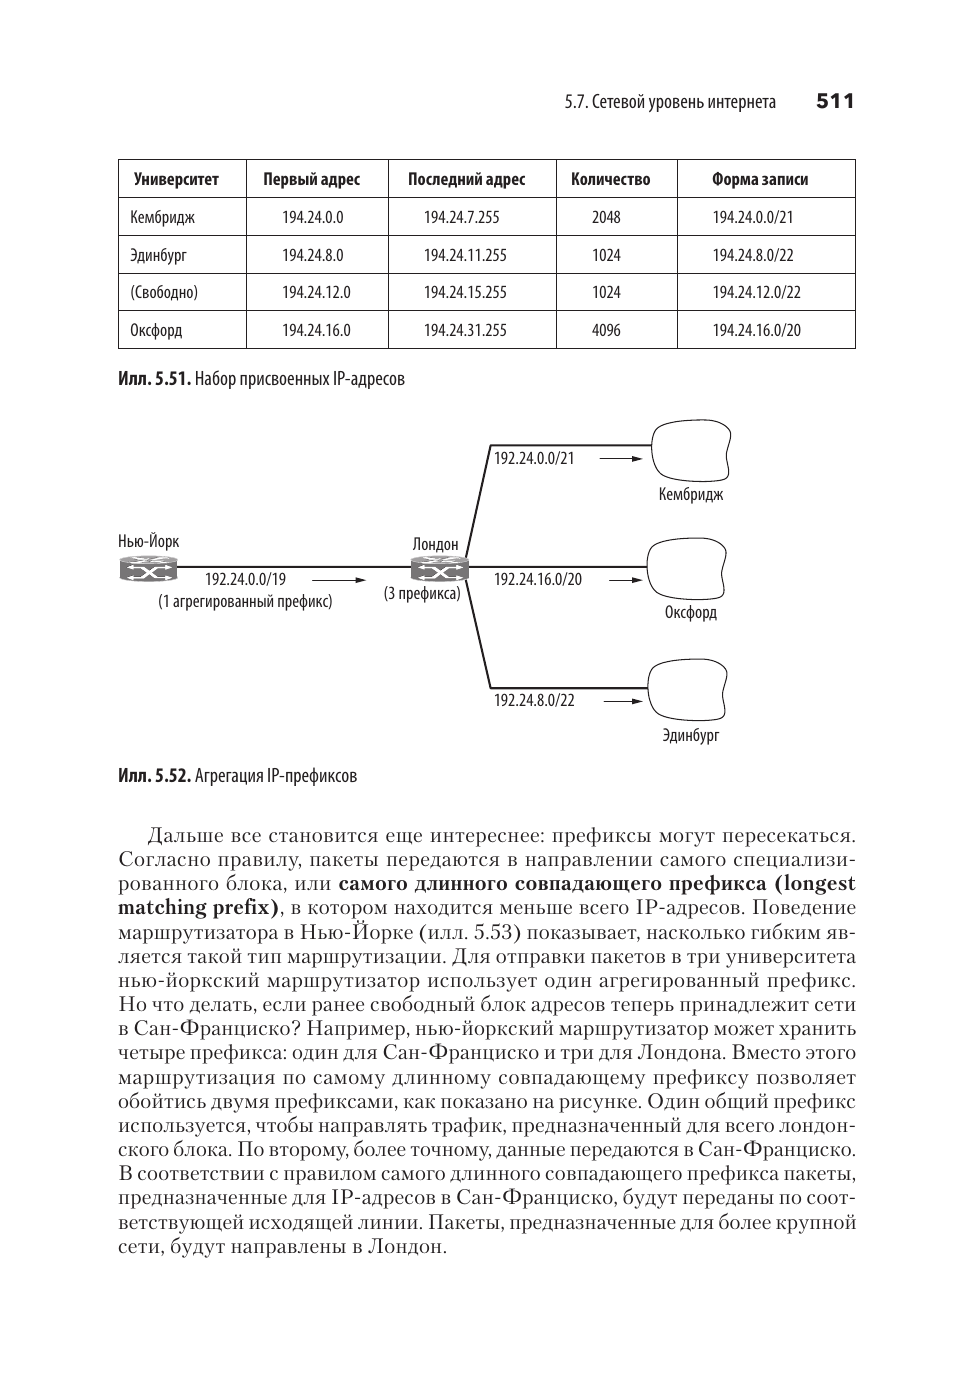 5.7. Сетевой уровень интернета 511
Университет Первый адрес Последний адрес Количество Форма записи
Кембридж 194.24.0.0 194.24.7.255 2048 194.24.0.0/21
Эдинбург 194.24.8.0 194.24.11.255 1024 194.24.8.0/22
(Свободно) 194.24.12.0 194.24.15.255 1024 194.24.12.0/22
Оксфорд 194.24.16.0 194.24.31.255 4096 194.24.16.0/20
Илл. 5.51. Набор присвоенных IP-адресов
192.24.0.0/21
Кембридж
Нью-Йорк
Лондон
192.24.0.0/19
(1 агрегированный префикс)
(3 префикса)
192.24.16.0/20
Оксфорд
192.24.8.0/22
Эдинбург
Илл. 5.52. Агрегация IP-префиксов
Дальше все становится еще интереснее: префиксы могут пересекаться.
Согласно правилу, пакеты передаются в направлении самого специализи-
рованного блока, или самого длинного совпадающего префикса (longest
matching prefix), в котором находится меньше всего IP-адресов. Поведение
маршрутизатора в Нью-Йорке (илл. 5.53) показывает, насколько гибким яв-
ляется такой тип маршрутизации. Для отправки пакетов в три университета
нью-йоркский маршрутизатор использует один агрегированный префикс.
Но что делать, если ранее свободный блок адресов теперь принадлежит сети
в Сан-Франциско? Например, нью-йоркский маршрутизатор может хранить
четыре префикса: один для Сан-Франциско и три для Лондона. Вместо этого
маршрутизация по самому длинному совпадающему префиксу позволяет
обойтись двумя префиксами, как показано на рисунке. Один общий префикс
используется, чтобы направлять трафик, предназначенный для всего лондон-
ского блока. По второму, более точному, данные передаются в Сан-Франциско.
В соответствии с правилом самого длинного совпадающего префикса пакеты,
предназначенные для IP-адресов в Сан-Франциско, будут переданы по соот-
ветствующей исходящей линии. Пакеты, предназначенные для более крупной
сети, будут направлены в Лондон.